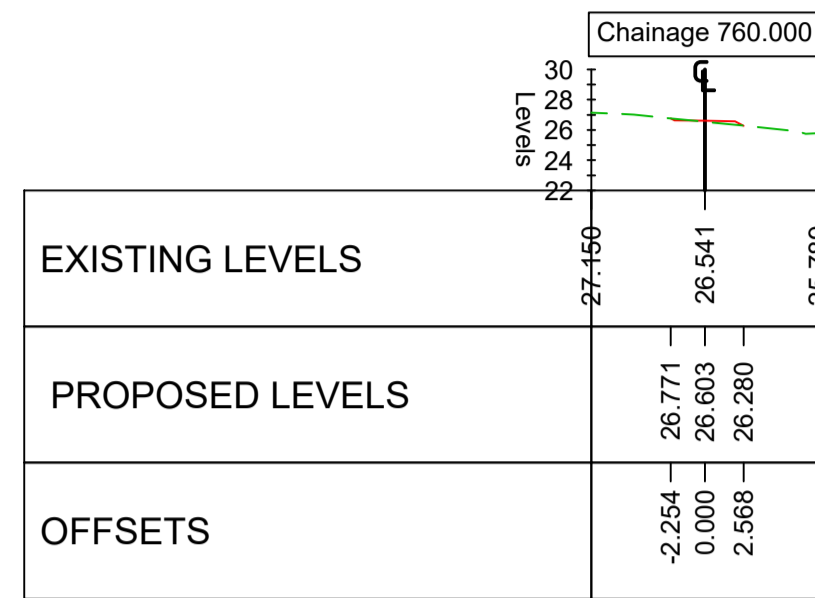 Chainage 760.000
30
28
26
24
22
Levels
℄
EXISTING LEVELS
27.150
26.541
PROPOSED LEVELS
26.771
26.603
26.280
OFFSETS
-2.254
0.000
2.568